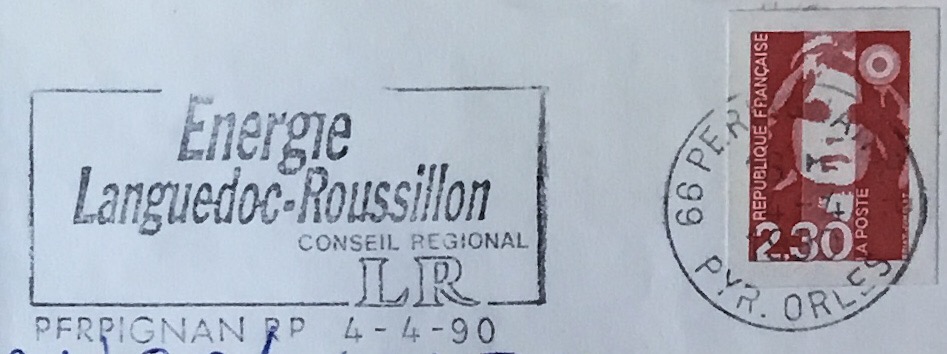 Energie
Languedoc-Roussillon
CONSEIL REGIONAL
LR
PERPIGNAN RP 4-4-90
REPUBLIQUE FRANÇAISE
2,30
LA POSTE
66
PYR. ORLES